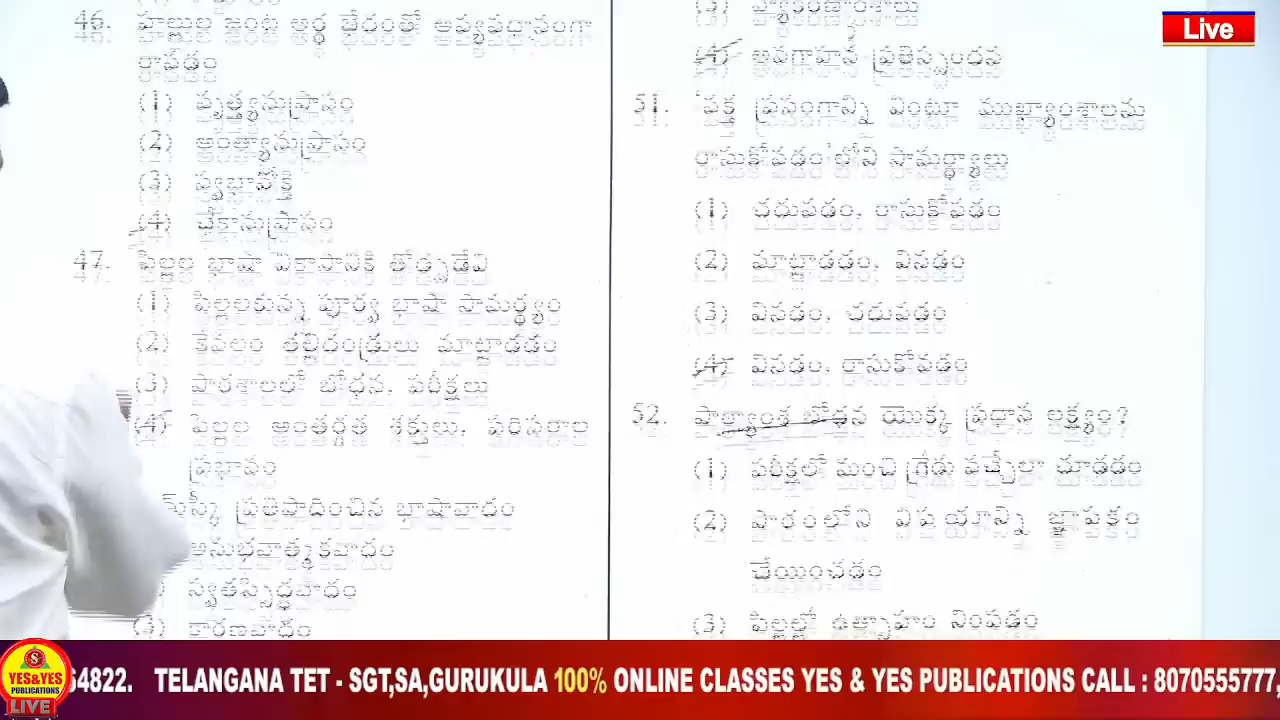 46. హల్లుల జంట అర్థ భేదంతో అవ్యవధానంగా
రావడం
(1) వృత్త్యనుప్రాసం
(2) అంత్యానుప్రాసం
(3) స్వభావోక్తి
(4) ఛేకానుప్రాసం
47. పిల్లల భాషా వికాసానికి తోడ్పడేవి
(1) పిల్లలకున్న పూర్వ భాషా సామర్థ్యం
(2) కేవలం తల్లిదండ్రులు మాట్లాడడం
(3) పాఠశాలలో బోధన, పరీక్షలు
(4) పిల్లల అంతర్గత శక్తులు, పరిసరాల
ప్రభావం
ప్రతిపాదించిన భాషావాదం
అనుభవాత్మకవాదం
స్వతస్సిద్ధవాదం
(3) కారణవాదం
(4) అవగాహన ప్రతిస్పందన
51. 'వక్త ప్రసంగాన్ని వింటూ ముఖ్యాంశాలను
రాసుకోవడం'లోని సామర్థ్యాలు
(1) చదువడం, రాసుకోవడం
(2) మాట్లాడడం, వినడం
(3) వినడం, చదువడం
(4) వినడం, రాసుకోవడం
52. పాఠ్యాంశ బోధన యొక్క ప్రధాన లక్ష్యం?
(1) పరీక్షలో మంచి గ్రేడు వచ్చేలా చూడడం
(2) పాఠంలోని విషయాన్ని జ్ఞాపకం
చేయించడం
(3) పిల్లల్లో ఉత్సాహం నింపడం
Live
64822. TELANGANA TET - SGT,SA,GURUKULA 100% ONLINE CLASSES YES & YES PUBLICATIONS CALL : 8070555777,
YES&YES
PUBLICATIONS
LIVE